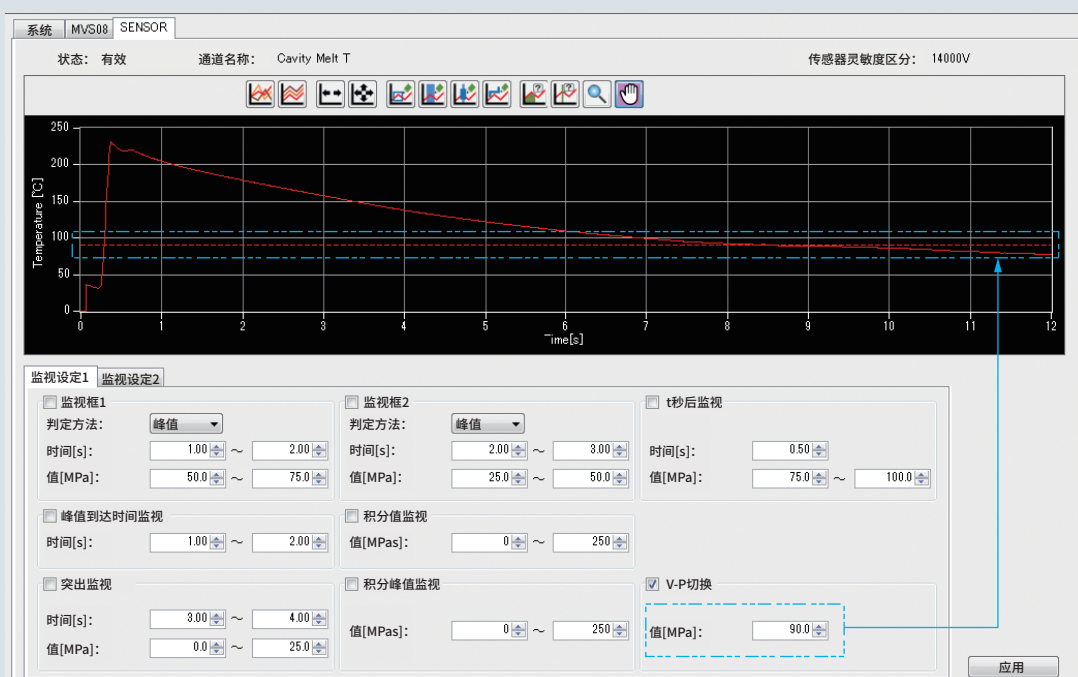 系统 MVS08 SENSOR
状态： 有效 通道名称： Cavity Melt T 传感器灵敏度区分： 14000V
250
200
150
100
50
0
Temperature [℃]
0 1 2 3 4 5 6 7 8 9 10 11 12
Time[s]
监视设定1 监视设定2
监视框1 监视框2 t秒后监视
判定方法： 峰值 判定方法： 峰值
时间[s]： 1.00 ～ 2.00 时间[s]： 2.00 ～ 3.00 时间[s]： 0.50
值[MPa]： 50.0 ～ 75.0 值[MPa]： 25.0 ～ 50.0 值[MPa]： 75.0 ～ 100.0
峰值到达时间监视 积分值监视
时间[s]： 1.00 ～ 2.00 值[MPas]： 0 ～ 250
突出监视 积分峰值监视 V-P切换
时间[s]： 3.00 ～ 4.00 值[MPas]： 0 ～ 250 值[MPa]： 90.0
值[MPa]： 0.0 ～ 25.0
应用